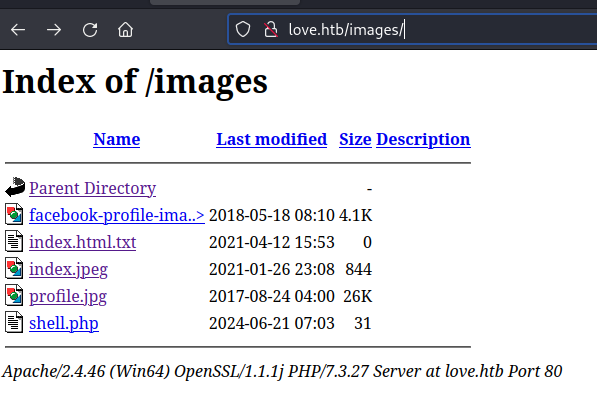 love.htb/images/
Index of /images
Name Last modified Size Description
Parent Directory -
facebook-profile-ima..> 2018-05-18 08:10 4.1K
index.html.txt 2021-04-12 15:53 0
index.jpeg 2021-01-26 23:08 844
profile.jpg 2017-08-24 04:00 26K
shell.php 2024-06-21 07:03 31
Apache/2.4.46 (Win64) OpenSSL/1.1.1j PHP/7.3.27 Server at love.htb Port 80